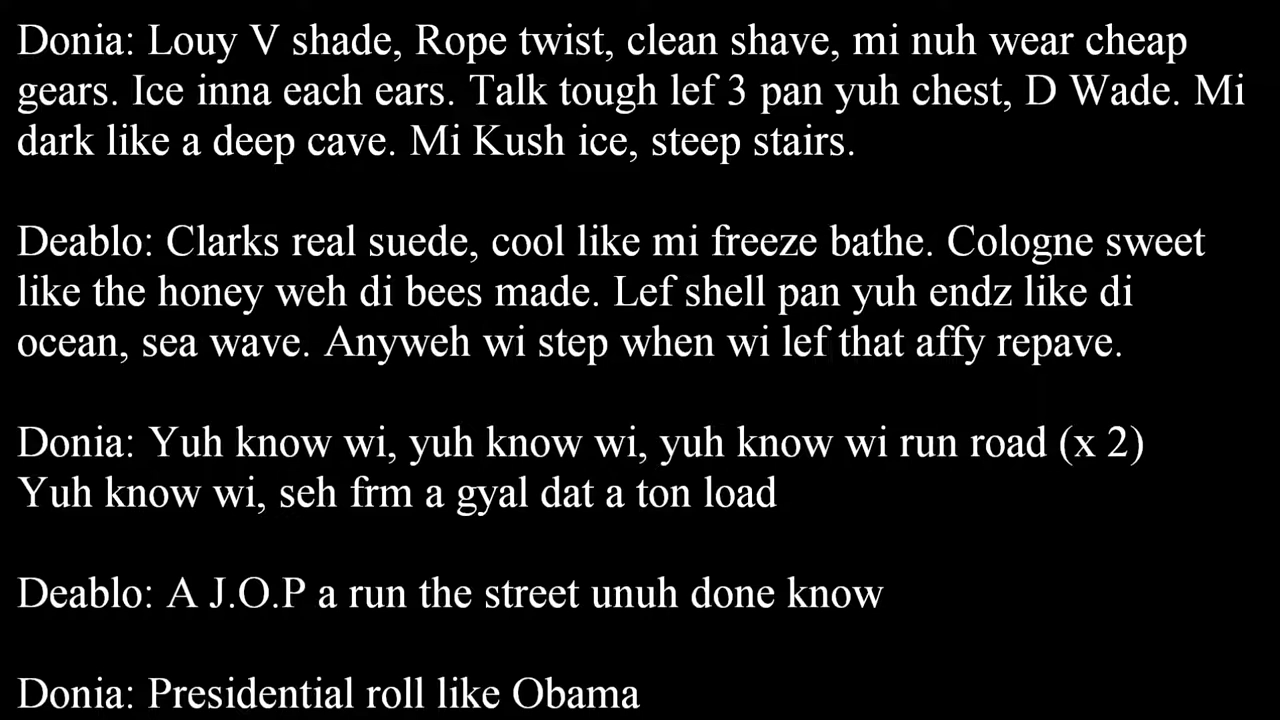 Donia: Louy V shade, Rope twist, clean shave, mi nuh wear cheap
gears. Ice inna each ears. Talk tough lef 3 pan yuh chest, D Wade. Mi
dark like a deep cave. Mi Kush ice, steep stairs.
Deablo: Clarks real suede, cool like mi freeze bathe. Cologne sweet
like the honey weh di bees made. Lef shell pan yuh endz like di
ocean, sea wave. Anyweh wi step when wi lef that affy repave.
Donia: Yuh know wi, yuh know wi, yuh know wi run road (x 2)
Yuh know wi, seh frm a gyal dat a ton load
Deablo: A J.O.P a run the street unuh done know
Donia: Presidential roll like Obama